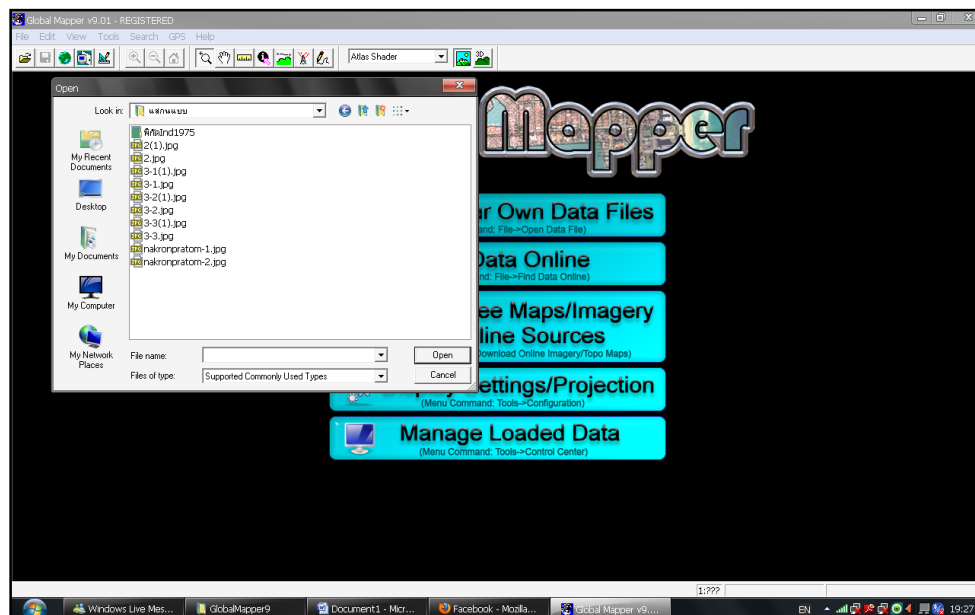 Global Mapper v9.01 - REGISTERED
File Edit View Tools Search GPS Help
Atlas Shader
3D
Open
Look in: แสกนแบบ
My Recent Documents
Desktop
My Documents
My Computer
My Network Places
พิกัดInd1975
2(1).jpg
2.jpg
3-1(1).jpg
3-1.jpg
3-2(1).jpg
3-2.jpg
3-3(1).jpg
3-3.jpg
nakronpratom-1.jpg
nakronpratom-2.jpg
File name: Open
Files of type: Supported Commonly Used Types Cancel
Mapper
Own Data Files
File->Open Data File)
Data Online
File->Find Data Online)
Maps/Imagery
Sources
Download Online Imagery/Topo Maps)
Settings/Projection
(Menu Command: Tools->Configuration)
Manage Loaded Data
(Menu Command: Tools->Control Center)
1:???
Windows Live Mes...
GlobalMapper9
Document1 - Micr...
Facebook - Mozilla...
Global Mapper v9....
EN
19:27